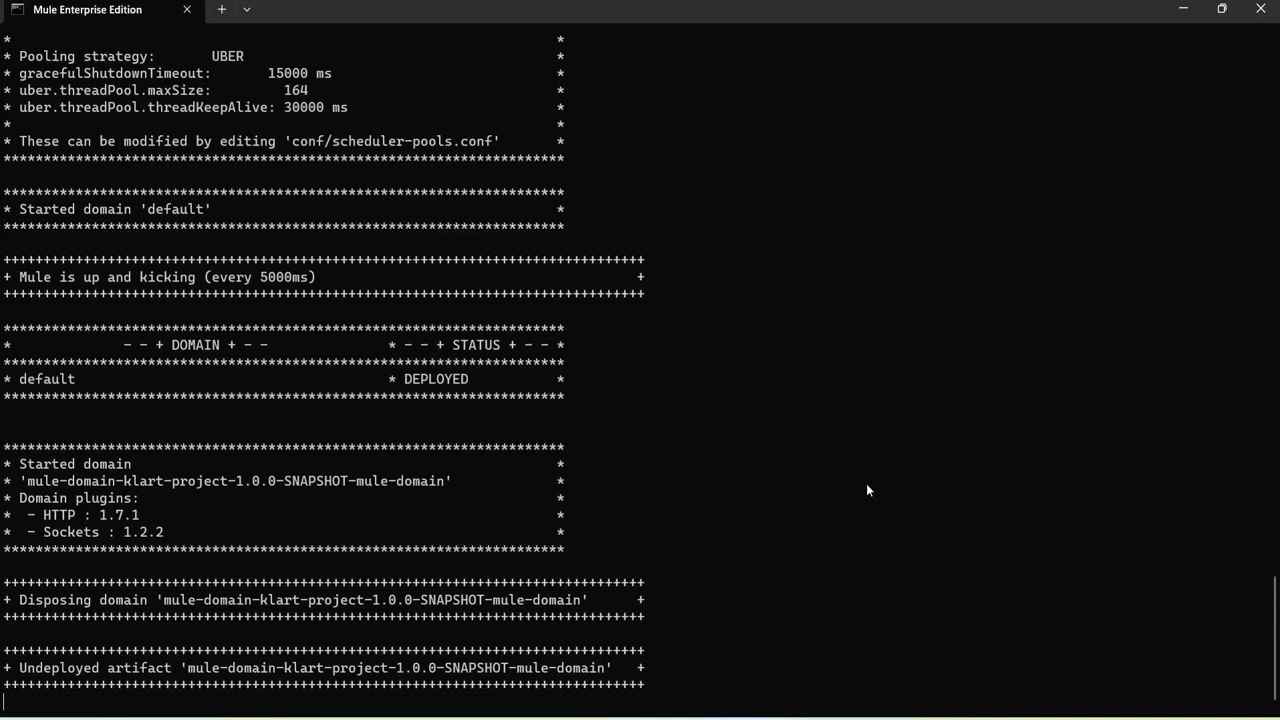 Mule Enterprise Edition
*                                                                    *
* Pooling strategy:       UBER                                       *
* gracefulShutdownTimeout:       15000 ms                            *
* uber.threadPool.maxSize:         164                               *
* uber.threadPool.threadKeepAlive: 30000 ms                          *
*                                                                    *
* These can be modified by editing 'conf/scheduler-pools.conf'       *
**********************************************************************
**********************************************************************
* Started domain 'default'                                           *
**********************************************************************
++++++++++++++++++++++++++++++++++++++++++++++++++++++++++++++++++++++++++++++++
+ Mule is up and kicking (every 5000ms)                                        +
++++++++++++++++++++++++++++++++++++++++++++++++++++++++++++++++++++++++++++++++
**********************************************************************
*              - - + DOMAIN + - -               * - - + STATUS + - - *
**********************************************************************
* default                                       * DEPLOYED           *
**********************************************************************
**********************************************************************
* Started domain                                                     *
* 'mule-domain-klart-project-1.0.0-SNAPSHOT-mule-domain'             *
* Domain plugins:                                                    *
*  - HTTP : 1.7.1                                                    *
*  - Sockets : 1.2.2                                                 *
**********************************************************************
++++++++++++++++++++++++++++++++++++++++++++++++++++++++++++++++++++++++++++++++
+ Disposing domain 'mule-domain-klart-project-1.0.0-SNAPSHOT-mule-domain'      +
++++++++++++++++++++++++++++++++++++++++++++++++++++++++++++++++++++++++++++++++
++++++++++++++++++++++++++++++++++++++++++++++++++++++++++++++++++++++++++++++++
+ Undeployed artifact 'mule-domain-klart-project-1.0.0-SNAPSHOT-mule-domain'   +
++++++++++++++++++++++++++++++++++++++++++++++++++++++++++++++++++++++++++++++++